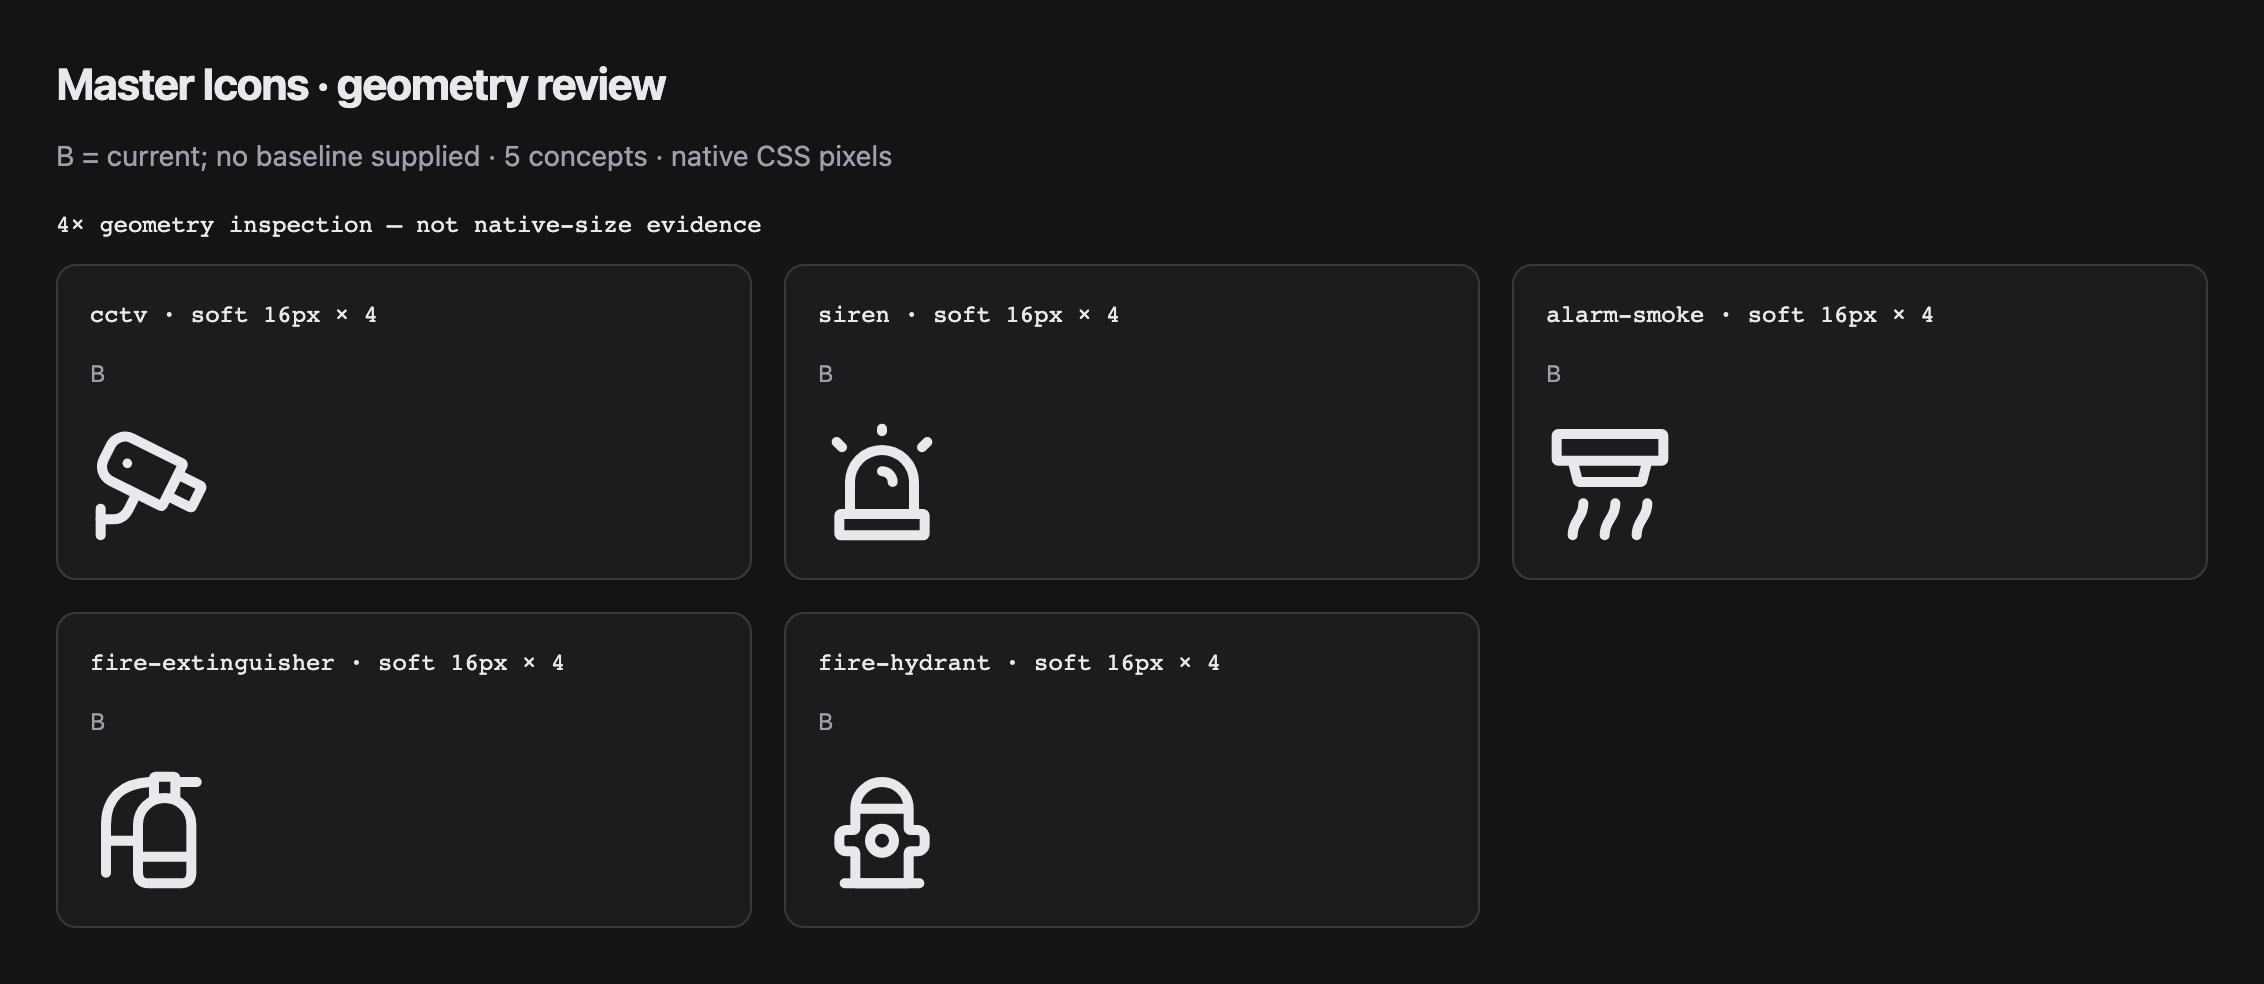 Master Icons · geometry review
B = current; no baseline supplied · 5 concepts · native CSS pixels
4× geometry inspection — not native-size evidence
cctv · soft 16px × 4
B
siren · soft 16px × 4
B
alarm-smoke · soft 16px × 4
B
fire-extinguisher · soft 16px × 4
B
fire-hydrant · soft 16px × 4
B